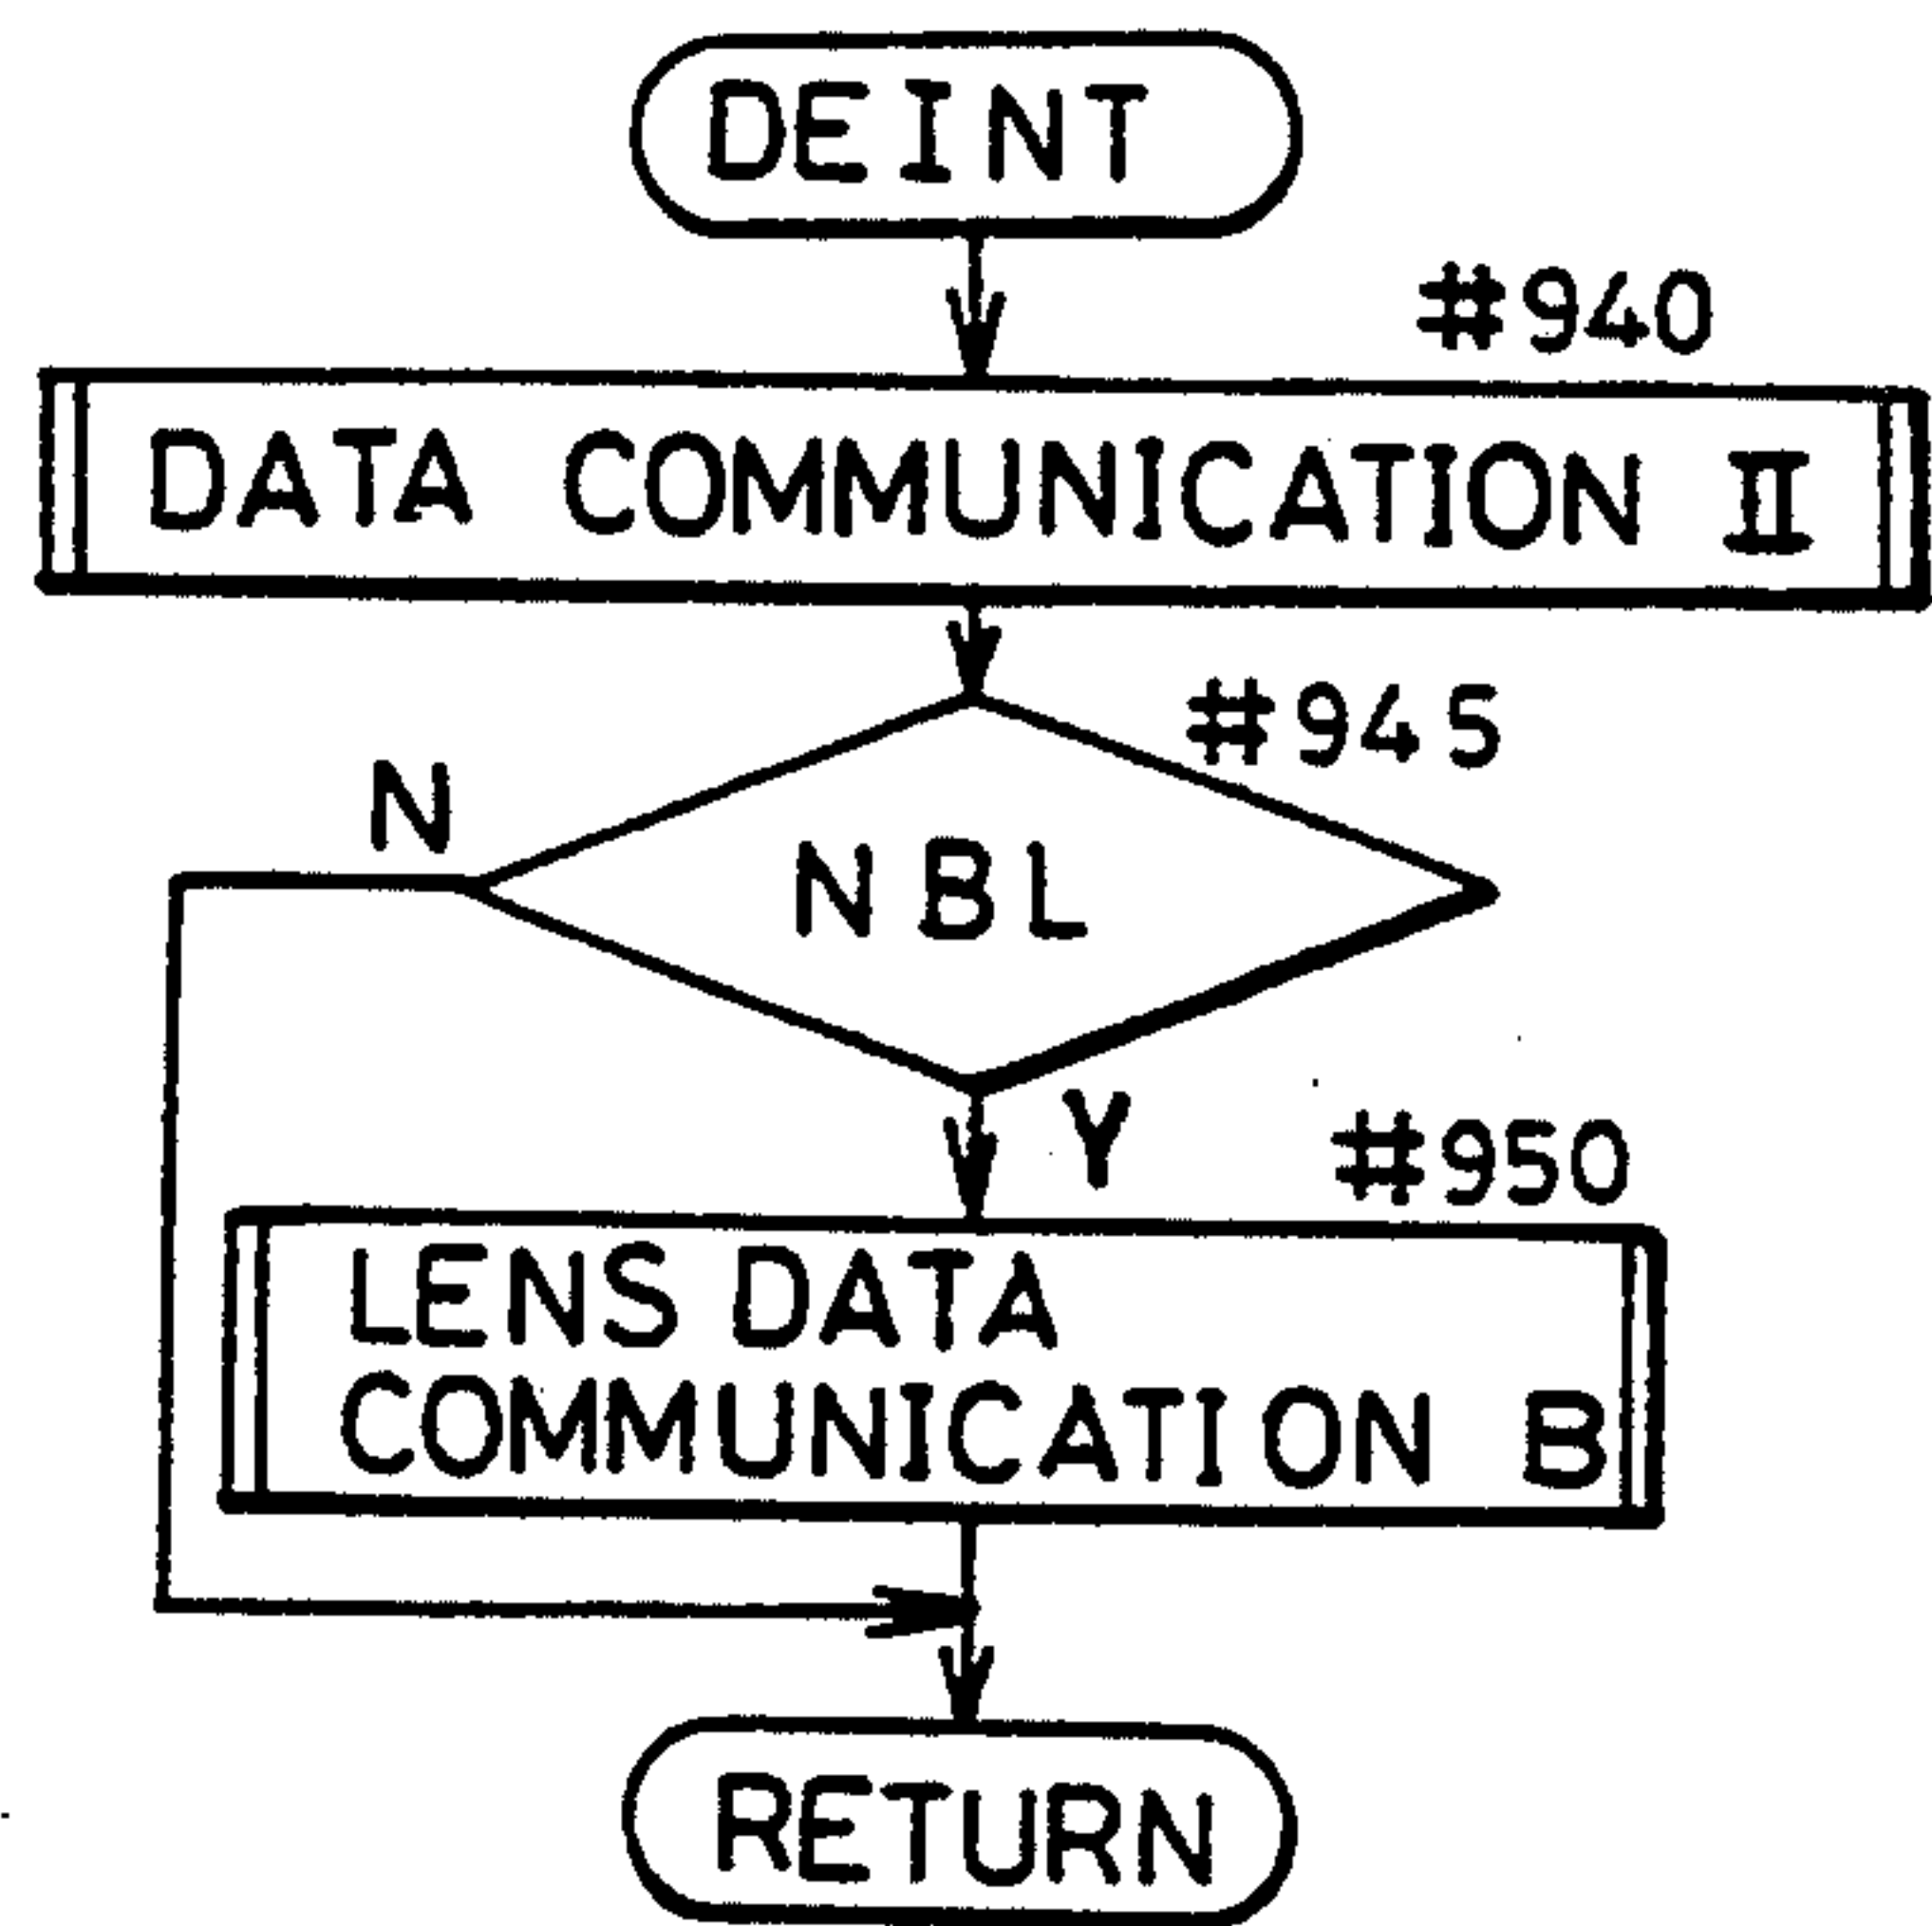 DEINT
#940
DATA COMMUNICATION II
#945
N
NBL
Y
#950
LENS DATA
COMMUNICATION B
RETURN